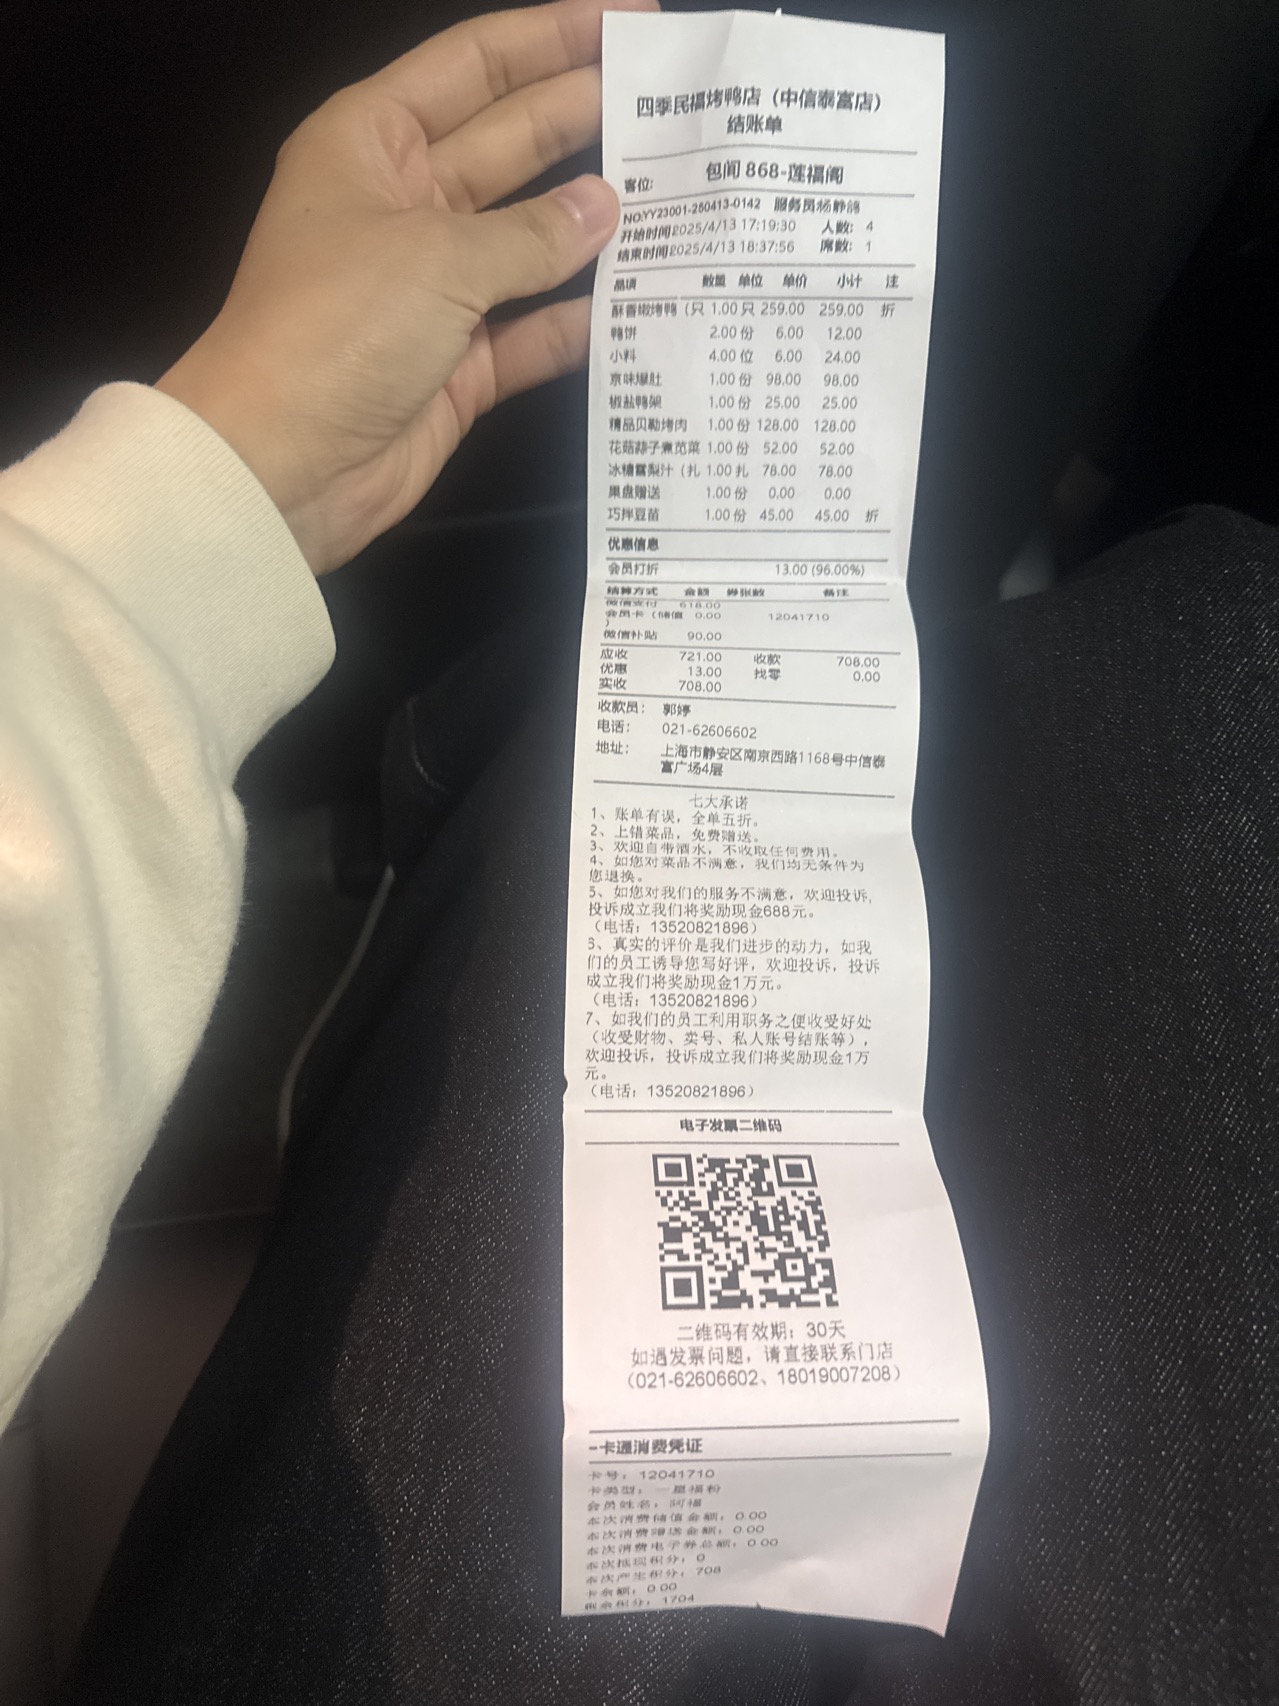 四季民福烤鸭店（中信泰富店）
结账单
客位: 包间 868-莲福阁
NO:YY23001-250413-0142 服务员杨静鸽
开始时间2025/4/13 17:19:30 人数: 4
结束时间2025/4/13 18:37:56 席数: 1
品项 数量 单位 单价 小计 注
酥香嫩烤鸭（只 1.00 只 259.00 259.00 折
鸭饼 2.00 份 6.00 12.00
小料 4.00 位 6.00 24.00
京味爆肚 1.00 份 98.00 98.00
椒盐鸭架 1.00 份 25.00 25.00
精品贝勒烤肉 1.00 份 128.00 128.00
花菇蒜子煮苋菜 1.00 份 52.00 52.00
冰糖雪梨汁（扎 1.00 扎 78.00 78.00
果盘赠送 1.00 份 0.00 0.00
巧拌豆苗 1.00 份 45.00 45.00 折
优惠信息
会员打折 13.00 (96.00%)
结算方式 金额 券张数 备注
微信支付 618.00
会员卡（储值 0.00 12041710
）
微信补贴 90.00
应收 721.00 收款 708.00
优惠 13.00 找零 0.00
实收 708.00
收款员: 郭婷
电话: 021-62606602
地址: 上海市静安区南京西路1168号中信泰
富广场4层
七大承诺
1、账单有误，全单五折。
2、上错菜品，免费赠送。
3、欢迎自带酒水，不收取任何费用。
4、如您对菜品不满意，我们均无条件为
您退换。
5、如您对我们的服务不满意，欢迎投诉，
投诉成立我们将奖励现金688元。
（电话: 13520821896）
6、真实的评价是我们进步的动力，如我
们的员工诱导您写好评，欢迎投诉，投诉
成立我们将奖励现金1万元。
（电话: 13520821896）
7、如我们的员工利用职务之便收受好处
（收受财物、卖号、私人账号结账等），
欢迎投诉，投诉成立我们将奖励现金1万
元。
（电话: 13520821896）
电子发票二维码
二维码有效期: 30天
如遇发票问题，请直接联系门店
（021-62606602、18019007208）
一卡通消费凭证
卡号: 12041710
卡类型: 一星福粉
会员姓名: 阿福
本次消费储值金额: 0.00
本次消费赠送金额: 0.00
本次消费电子券总额: 0.00
本次抵现积分: 0
本次产生积分: 708
卡余额: 0.00
剩余积分: 1704